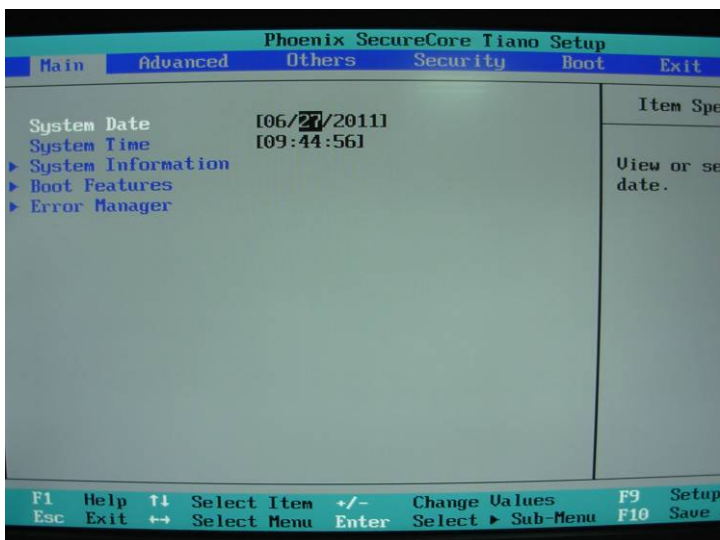 Phoenix SecureCore Tiano Setup
Main Advanced Others Security Boot Exit
Item Spe
System Date [06/27/2011]
System Time [09:44:56]
▶ System Information
▶ Boot Features
▶ Error Manager
View or se
date.
F1 Help ↑↓ Select Item +/- Change Values F9 Setup
Esc Exit ↔ Select Menu Enter Select ▶ Sub-Menu F10 Save